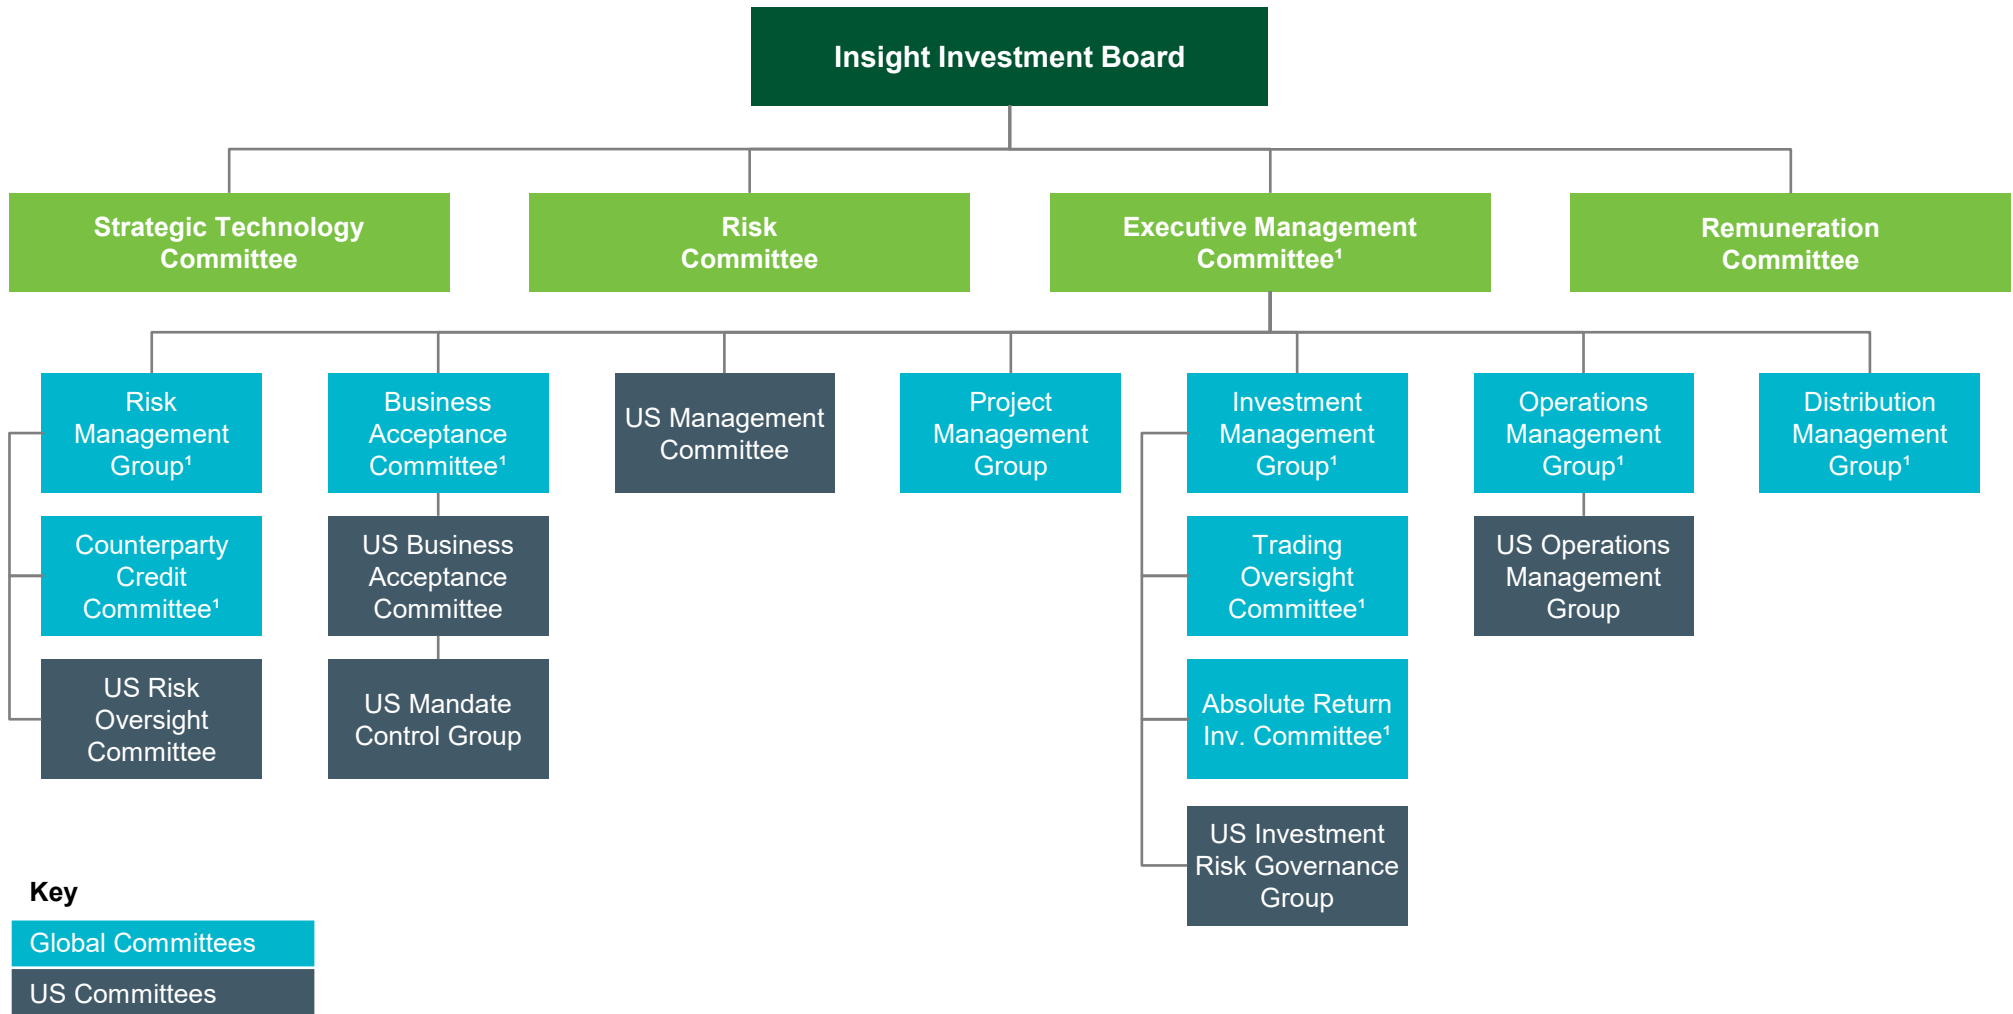 Insight Investment Board
Strategic Technology
Committee
Risk
Committee
Executive Management
Committee¹
Remuneration
Committee
Risk
Management
Group¹
Business
Acceptance
Committee¹
US Management
Committee
Project
Management
Group
Investment
Management
Group¹
Operations
Management
Group¹
Distribution
Management
Group¹
Counterparty
Credit
Committee¹
US Business
Acceptance
Committee
Trading
Oversight
Committee¹
US Operations
Management
Group
US Risk
Oversight
Committee
US Mandate
Control Group
Absolute Return
Inv. Committee¹
US Investment
Risk Governance
Group
Key
Global Committees
US Committees